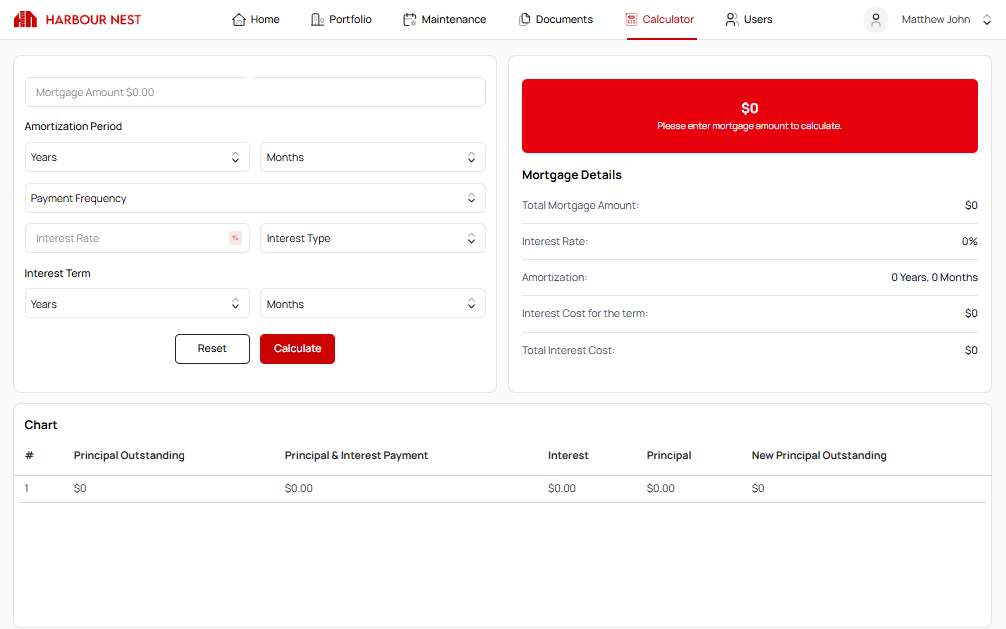 HARBOUR NEST
Home
Portfolio
Maintenance
Documents
Calculator
Users
Matthew John
Mortgage Amount $0.00
Amortization Period
Years
Months
Payment Frequency
Interest Rate
%
Interest Type
Interest Term
Years
Months
Reset
Calculate
$0
Please enter mortgage amount to calculate.
Mortgage Details
Total Mortgage Amount: $0
Interest Rate: 0%
Amortization: 0 Years, 0 Months
Interest Cost for the term: $0
Total Interest Cost: $0
Chart
# Principal Outstanding Principal & Interest Payment Interest Principal New Principal Outstanding
1 $0 $0.00 $0.00 $0.00 $0